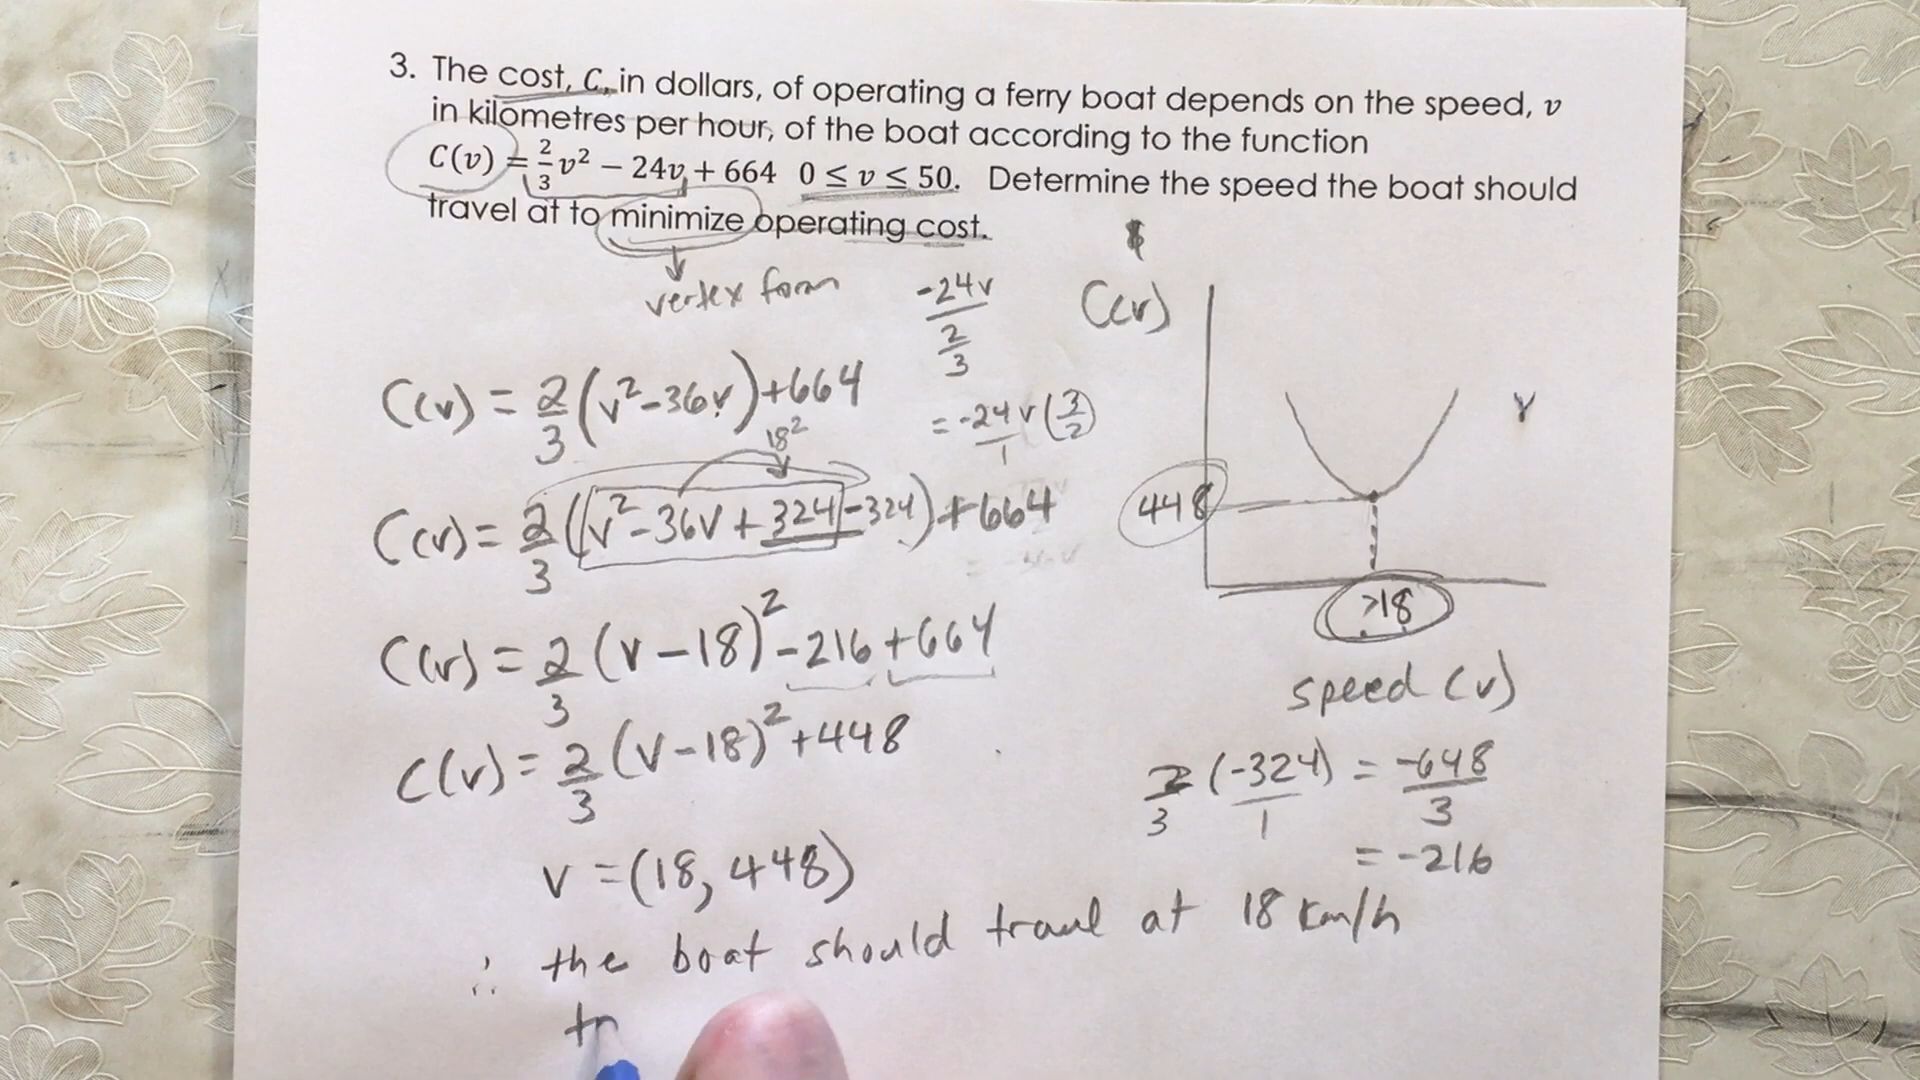 3. The cost, C, in dollars, of operating a ferry boat depends on the speed, v
in kilometres per hour, of the boat according to the function
C(v) = 2/3 v² − 24v + 664 0 ≤ v ≤ 50. Determine the speed the boat should
travel at to minimize operating cost.
vertex form
-24v / (2/3)
= -24v/1 (3/2)
C(v) = 2/3 (v²-36v)+664
18²
C(v) = 2/3 (v²-36v+324-324)+664
C(v) = 2/3 (v-18)² -216+664
C(v) = 2/3 (v-18)² +448
v = (18, 448)
∴ the boat should travel at 18 km/h
$
C(v)
448
18
speed (v)
2/3 (-324)/1 = -648/3
= -216